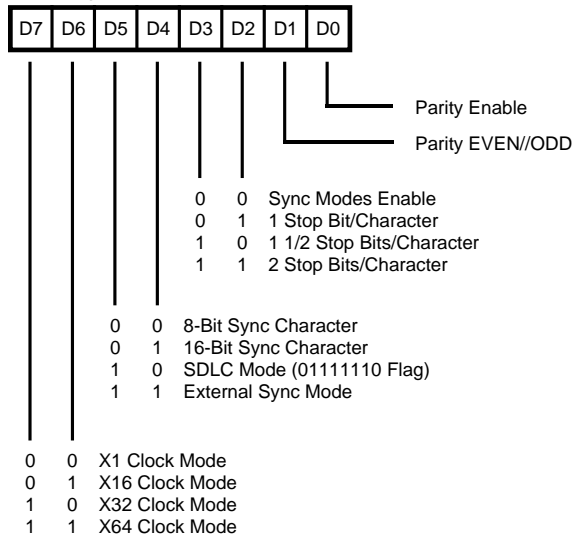 D7 D6 D5 D4 D3 D2 D1 D0
Parity Enable
Parity EVEN//ODD
0 0 Sync Modes Enable
0 1 1 Stop Bit/Character
1 0 1 1/2 Stop Bits/Character
1 1 2 Stop Bits/Character
0 0 8-Bit Sync Character
0 1 16-Bit Sync Character
1 0 SDLC Mode (01111110 Flag)
1 1 External Sync Mode
0 0 X1 Clock Mode
0 1 X16 Clock Mode
1 0 X32 Clock Mode
1 1 X64 Clock Mode